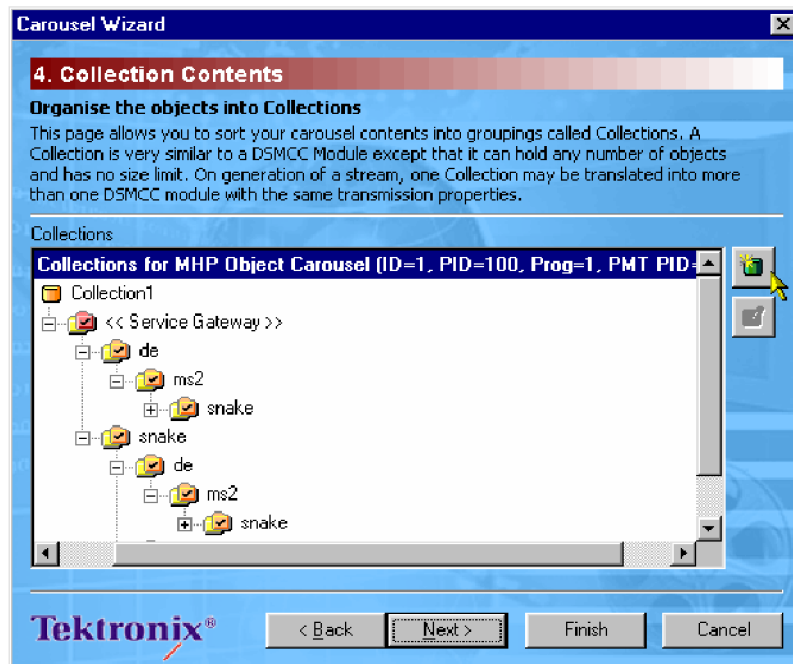 Carousel Wizard
4. Collection Contents
Organise the objects into Collections
This page allows you to sort your carousel contents into groupings called Collections. A
Collection is very similar to a DSMCC Module except that it can hold any number of objects
and has no size limit. On generation of a stream, one Collection may be translated into more
than one DSMCC module with the same transmission properties.
Collections
Collections for MHP Object Carousel (ID=1, PID=100, Prog=1, PMT PID=
Collection1
<< Service Gateway >>
de
ms2
snake
snake
de
ms2
snake
Tektronix®
< Back
Next >
Finish
Cancel